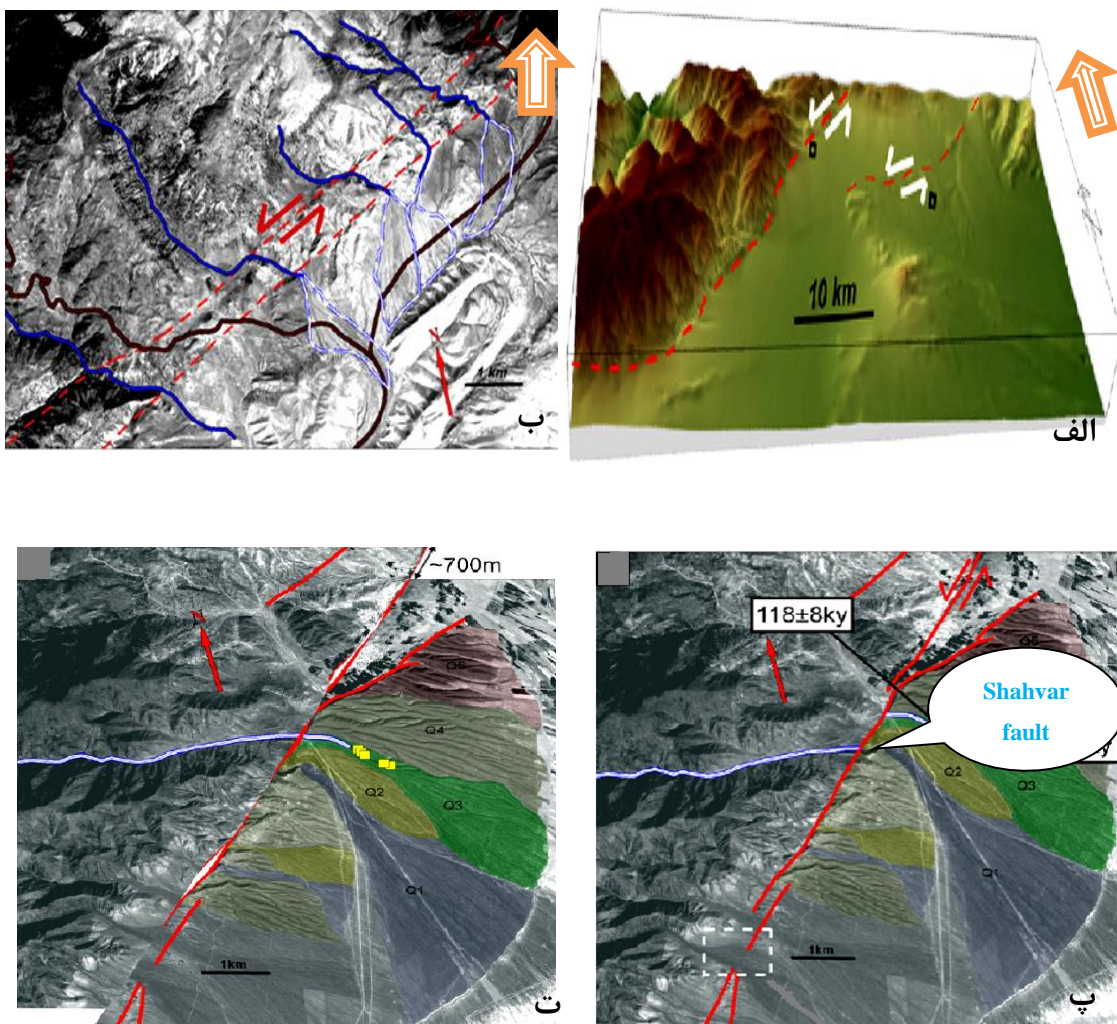 ب
1 km
10 km
الف
~700m
Q4
Q3
Q2
Q1
1km
ت
118±8ky
Shahvar
fault
y
Q2
Q3
Q1
1km
پ